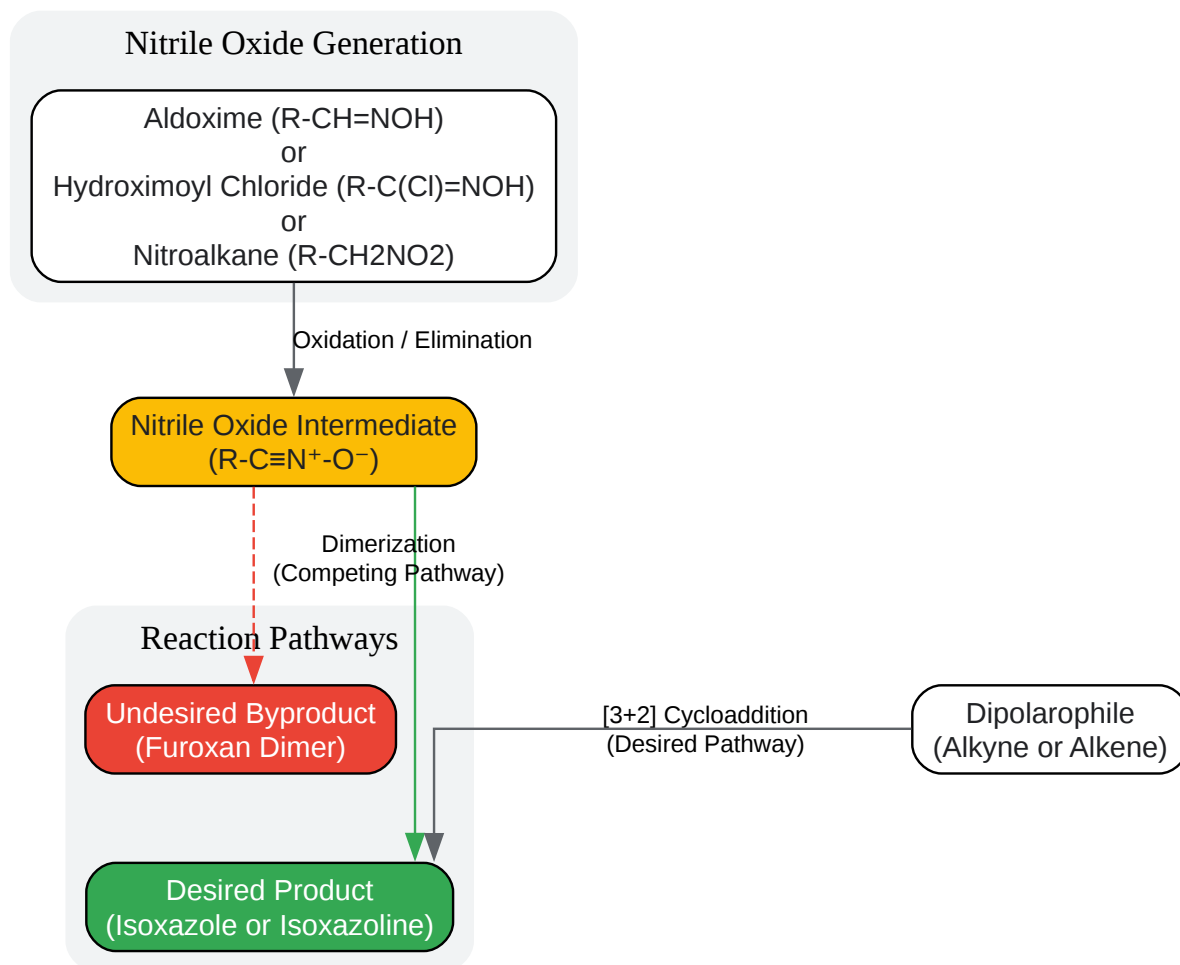 Nitrile Oxide Generation
Aldoxime (R-CH=NOH)
or
Hydroximoyl Chloride (R-C(Cl)=NOH)
or
Nitroalkane (R-CH2NO2)
Oxidation / Elimination
Nitrile Oxide Intermediate
(R-C≡N⁺-O⁻)
Dimerization
(Competing Pathway)
Reaction Pathways
Undesired Byproduct
(Furoxan Dimer)
[3+2] Cycloaddition
(Desired Pathway)
Dipolarophile
(Alkyne or Alkene)
Desired Product
(Isoxazole or Isoxazoline)